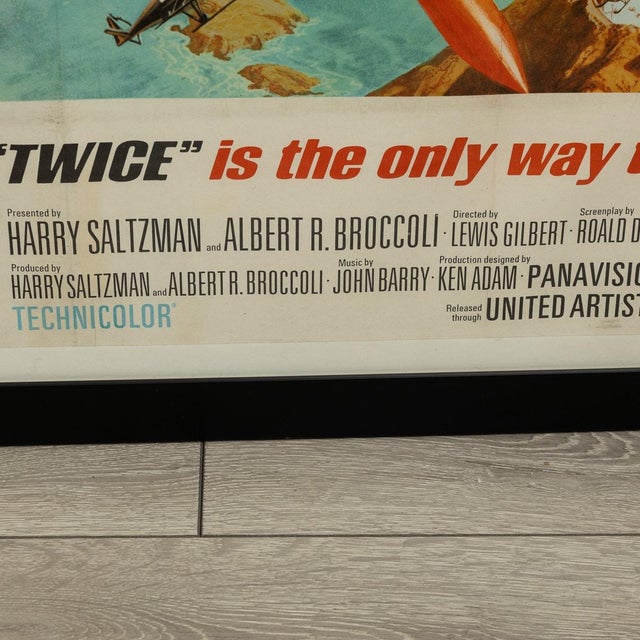 "TWICE" is the only way t
Presented by HARRY SALTZMAN and ALBERT R. BROCCOLI · Directed by LEWIS GILBERT · Screenplay by ROALD D
Produced by HARRY SALTZMAN and ALBERT R. BROCCOLI · Music by JOHN BARRY · Production designed by KEN ADAM · PANAVISIO
TECHNICOLOR® Released through UNITED ARTIST